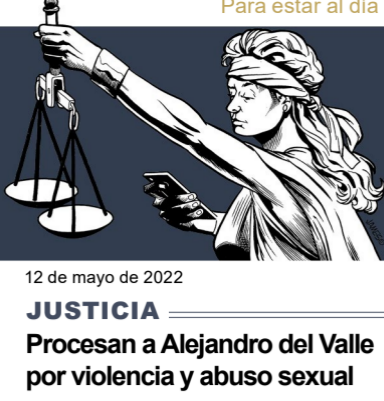 Para estar al día
12 de mayo de 2022
JUSTICIA
Procesan a Alejandro del Valle
por violencia y abuso sexual